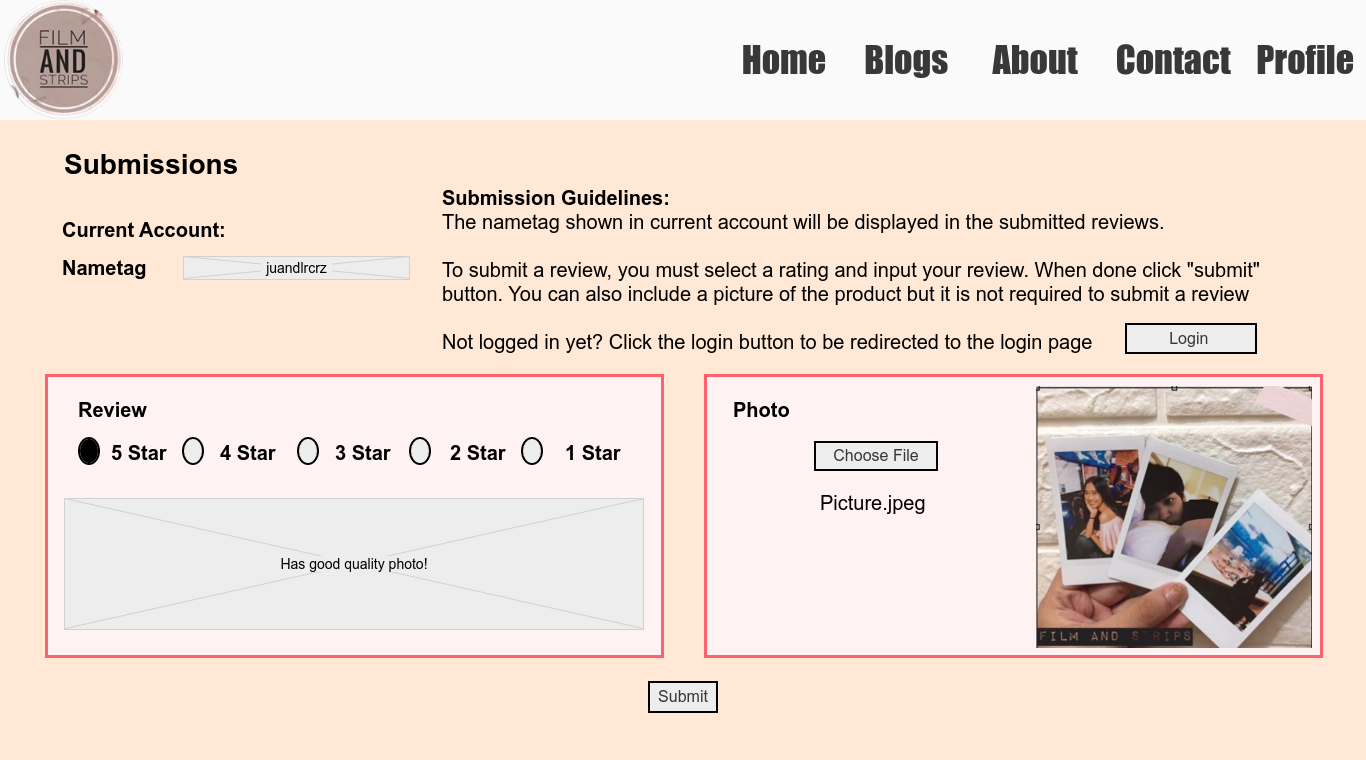 FILM
AND
STRIPS
Home Blogs About Contact Profile
Submissions
Current Account:
Nametag juandlrcrz
Submission Guidelines:
The nametag shown in current account will be displayed in the submitted reviews.
To submit a review, you must select a rating and input your review. When done click "submit"
button. You can also include a picture of the product but it is not required to submit a review
Not logged in yet? Click the login button to be redirected to the login page Login
Review
5 Star 4 Star 3 Star 2 Star 1 Star
Has good quality photo!
Photo
Choose File
Picture.jpeg
FILM AND STRIPS
Submit